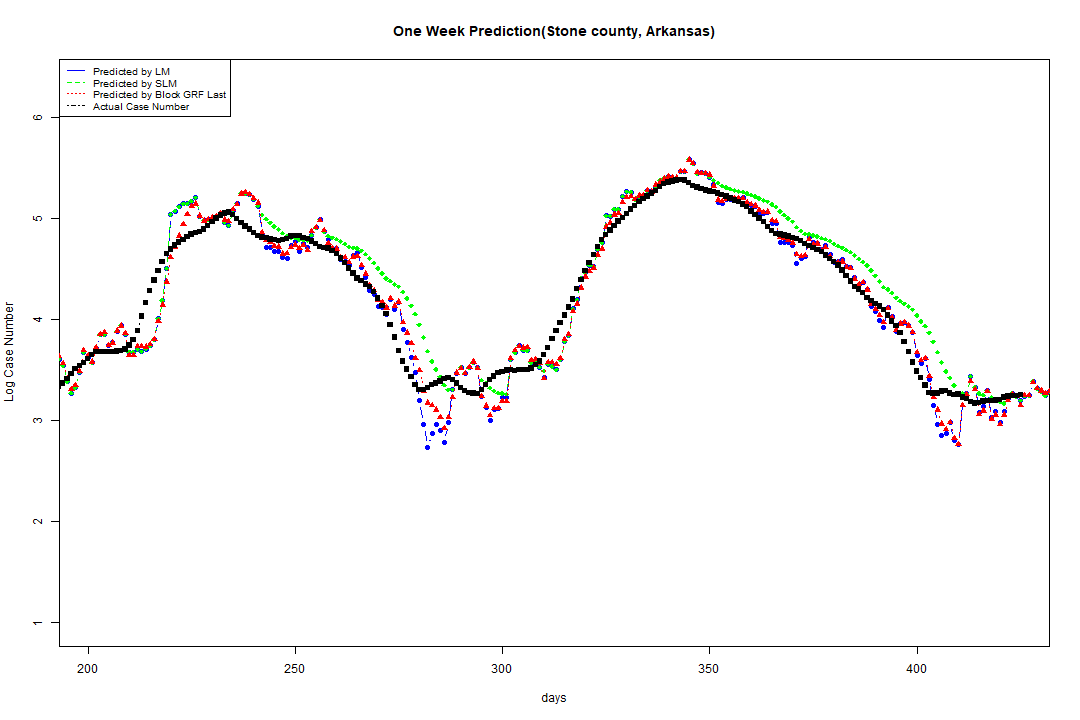 One Week Prediction(Stone county, Arkansas)
Predicted by LM
Predicted by SLM
Predicted by Block GRF Last
Actual Case Number
6
5
4
3
2
1
Log Case Number
200 250 300 350 400
days